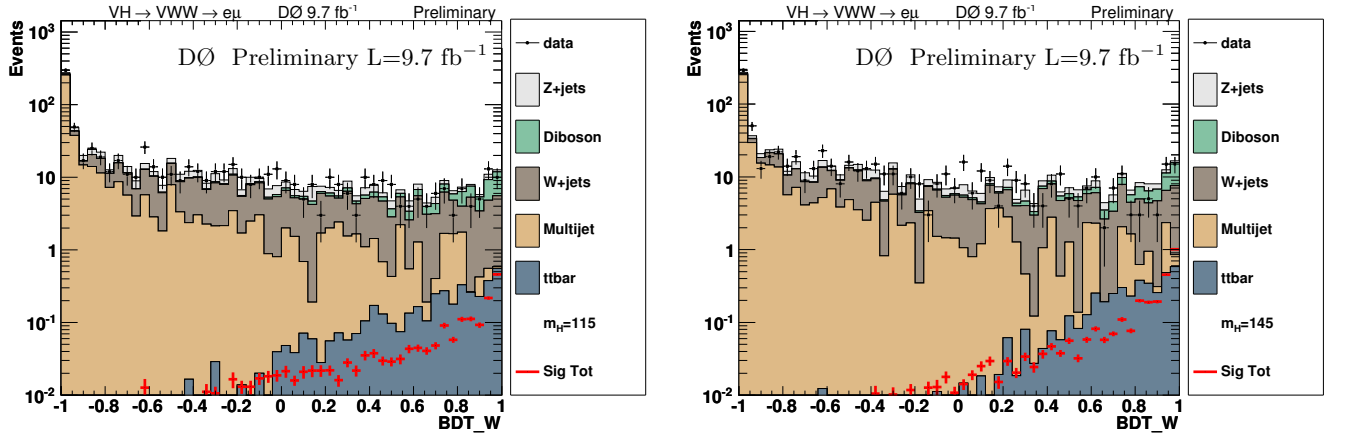 VH → VWW → eμ DØ 9.7 fb⁻¹ Preliminary
DØ Preliminary L=9.7 fb⁻¹
Events
10³
10²
10
1
10⁻¹
10⁻²
-1 -0.8 -0.6 -0.4 -0.2 0 0.2 0.4 0.6 0.8 1
BDT_W
data
Z+jets
Diboson
W+jets
Multijet
ttbar
m_H=115
Sig Tot
VH → VWW → eμ DØ 9.7 fb⁻¹ Preliminary
DØ Preliminary L=9.7 fb⁻¹
Events
10³
10²
10
1
10⁻¹
10⁻²
-1 -0.8 -0.6 -0.4 -0.2 0 0.2 0.4 0.6 0.8 1
BDT_W
data
Z+jets
Diboson
W+jets
Multijet
ttbar
m_H=145
Sig Tot